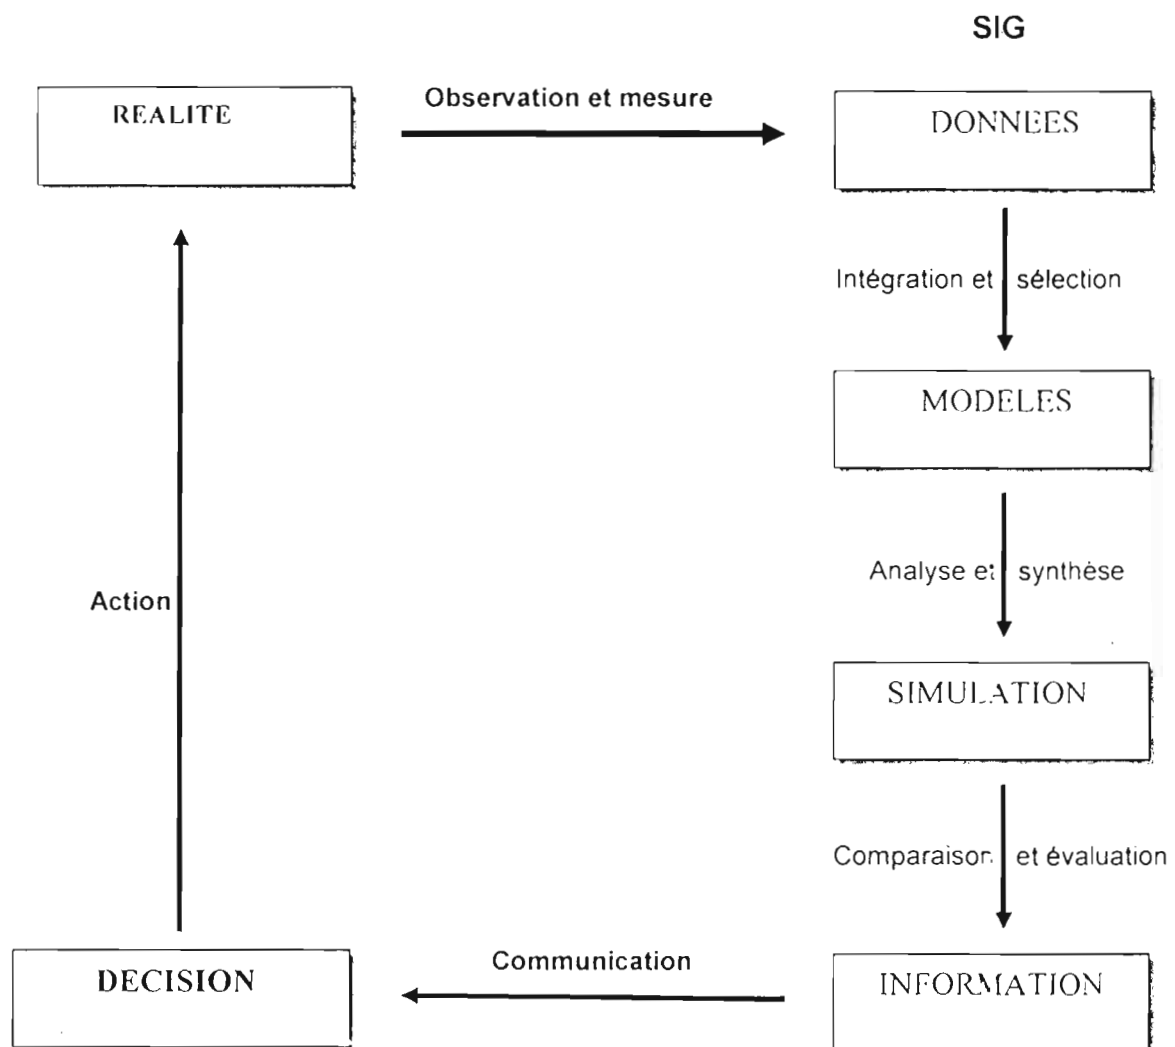 SIG
REALITE
Observation et mesure
DONNEES
Intégration et sélection
MODELES
Analyse et synthèse
Action
SIMULATION
Comparaison et évaluation
DECISION
Communication
INFORMATION